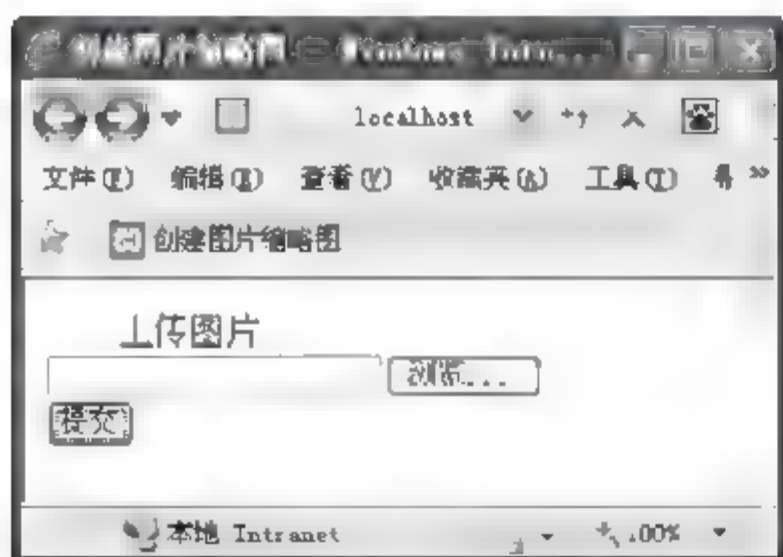 创建图片缩略图 - Windows Inte...
localhost
文件(F) 编辑(E) 查看(V) 收藏夹(A) 工具(T) »
创建图片缩略图
上传图片
浏览...
提交
本地 Intranet .00%